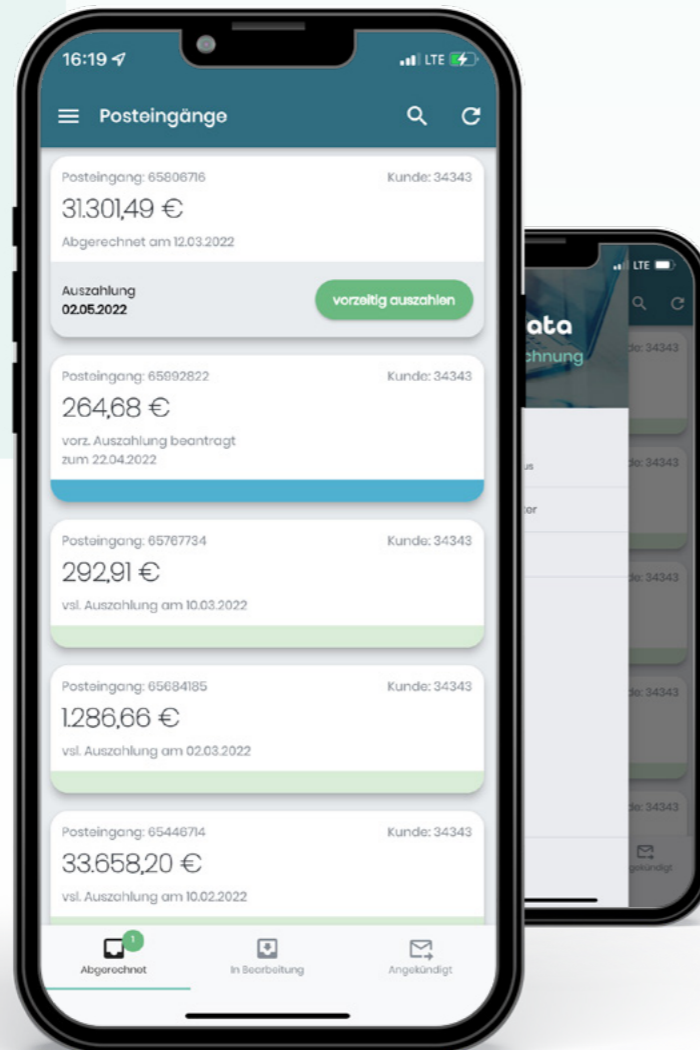 16:19
LTE
Posteingänge
Posteingang: 65806716
Kunde: 34343
31.301,49 €
Abgerechnet am 12.03.2022
Auszahlung
02.05.2022
vorzeitig auszahlen
Posteingang: 65992822
Kunde: 34343
264,68 €
vorz. Auszahlung beantragt
zum 22.04.2022
Posteingang: 65767734
Kunde: 34343
292,91 €
vsl. Auszahlung am 10.03.2022
Posteingang: 65684185
Kunde: 34343
1.286,66 €
vsl. Auszahlung am 02.03.2022
Posteingang: 65446714
Kunde: 34343
33.658,20 €
vsl. Auszahlung am 10.02.2022
1
Abgerechnet
In Bearbeitung
Angekündigt
LTE
ata
chnung
us
ter
de: 34343
de: 34343
de: 34343
de: 34343
de: 34343
gekündigt